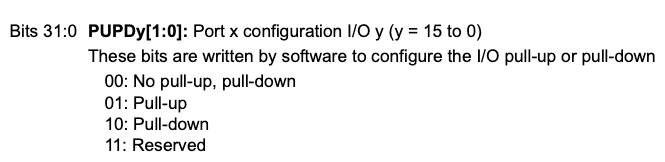 Bits 31:0 PUPDy[1:0]: Port x configuration I/O y (y = 15 to 0)
These bits are written by software to configure the I/O pull-up or pull-down
00: No pull-up, pull-down
01: Pull-up
10: Pull-down
11: Reserved